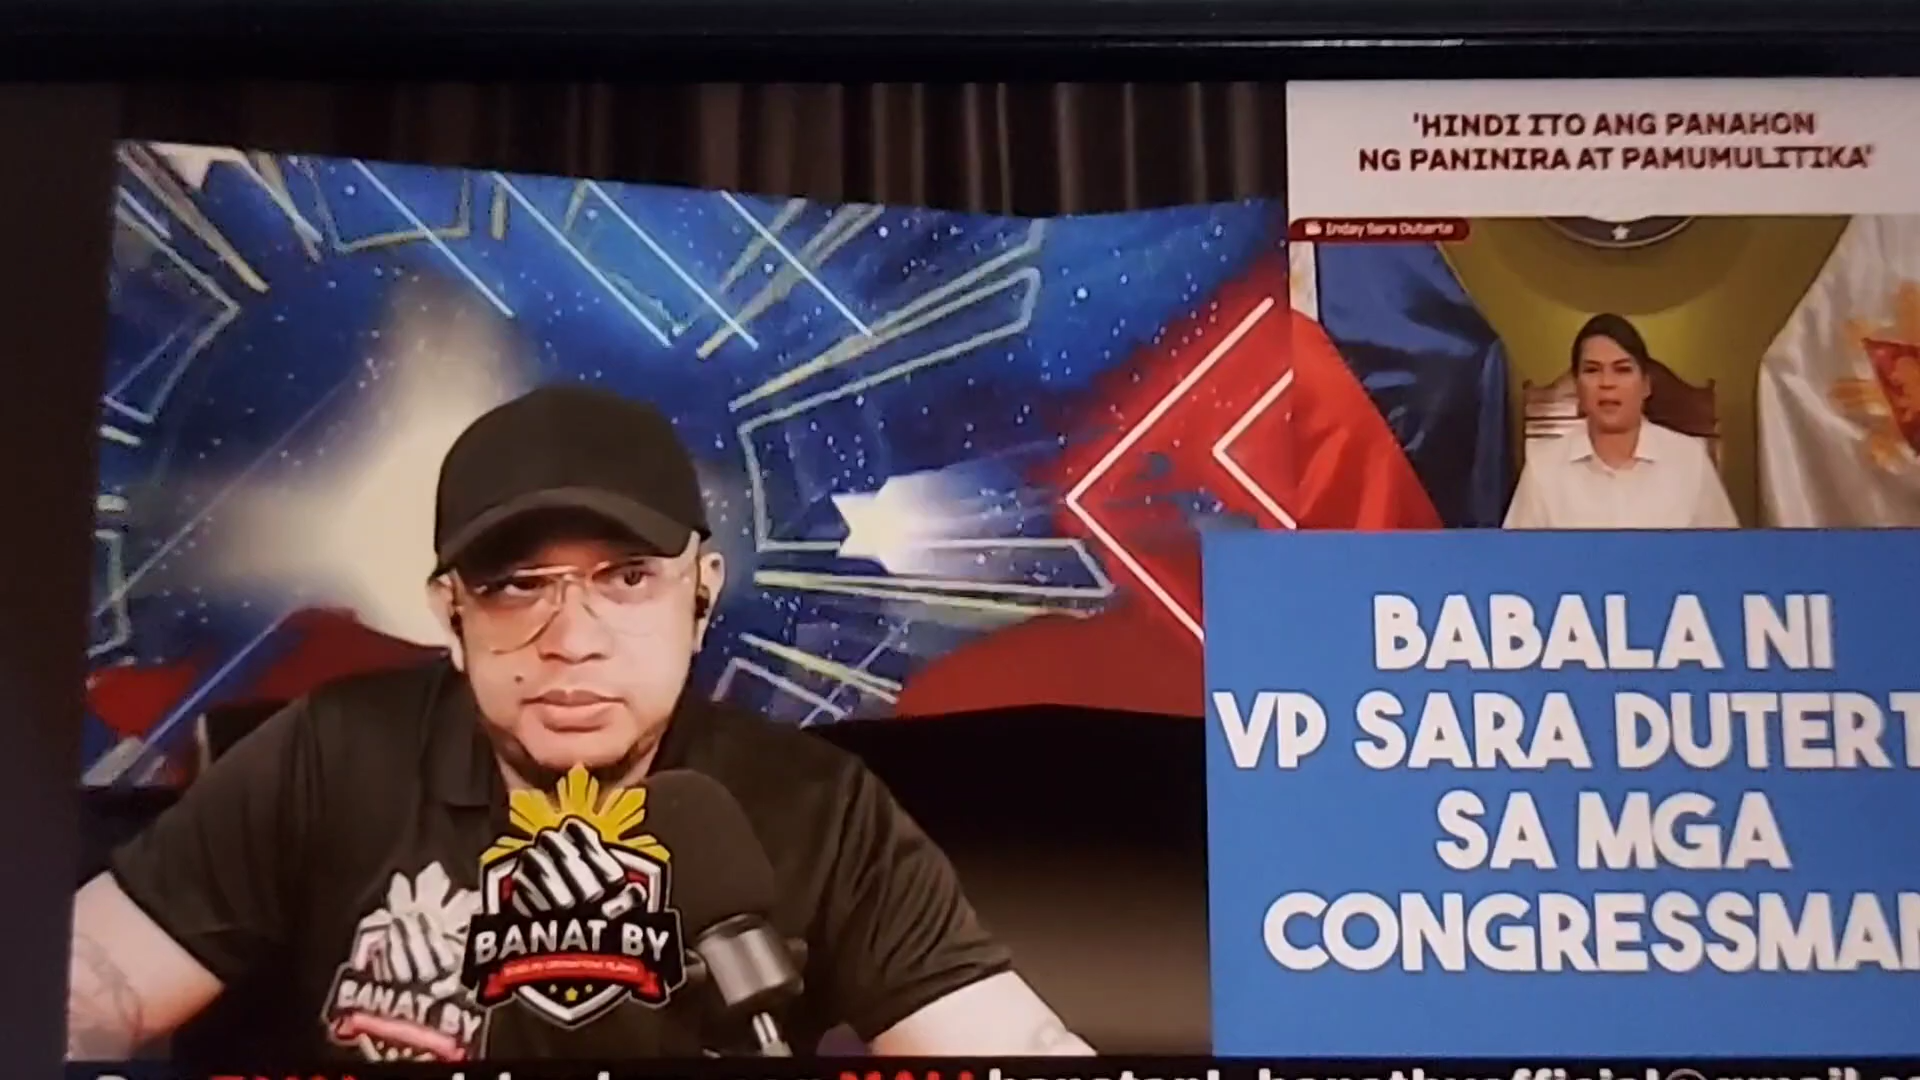 'HINDI ITO ANG PANAHON
NG PANINIRA AT PAMUMULITIKA'
Inday Sara Duterte
BABALA NI
VP SARA DUTERT
SA MGA
CONGRESSMAN
BANAT BY
BANAT BY